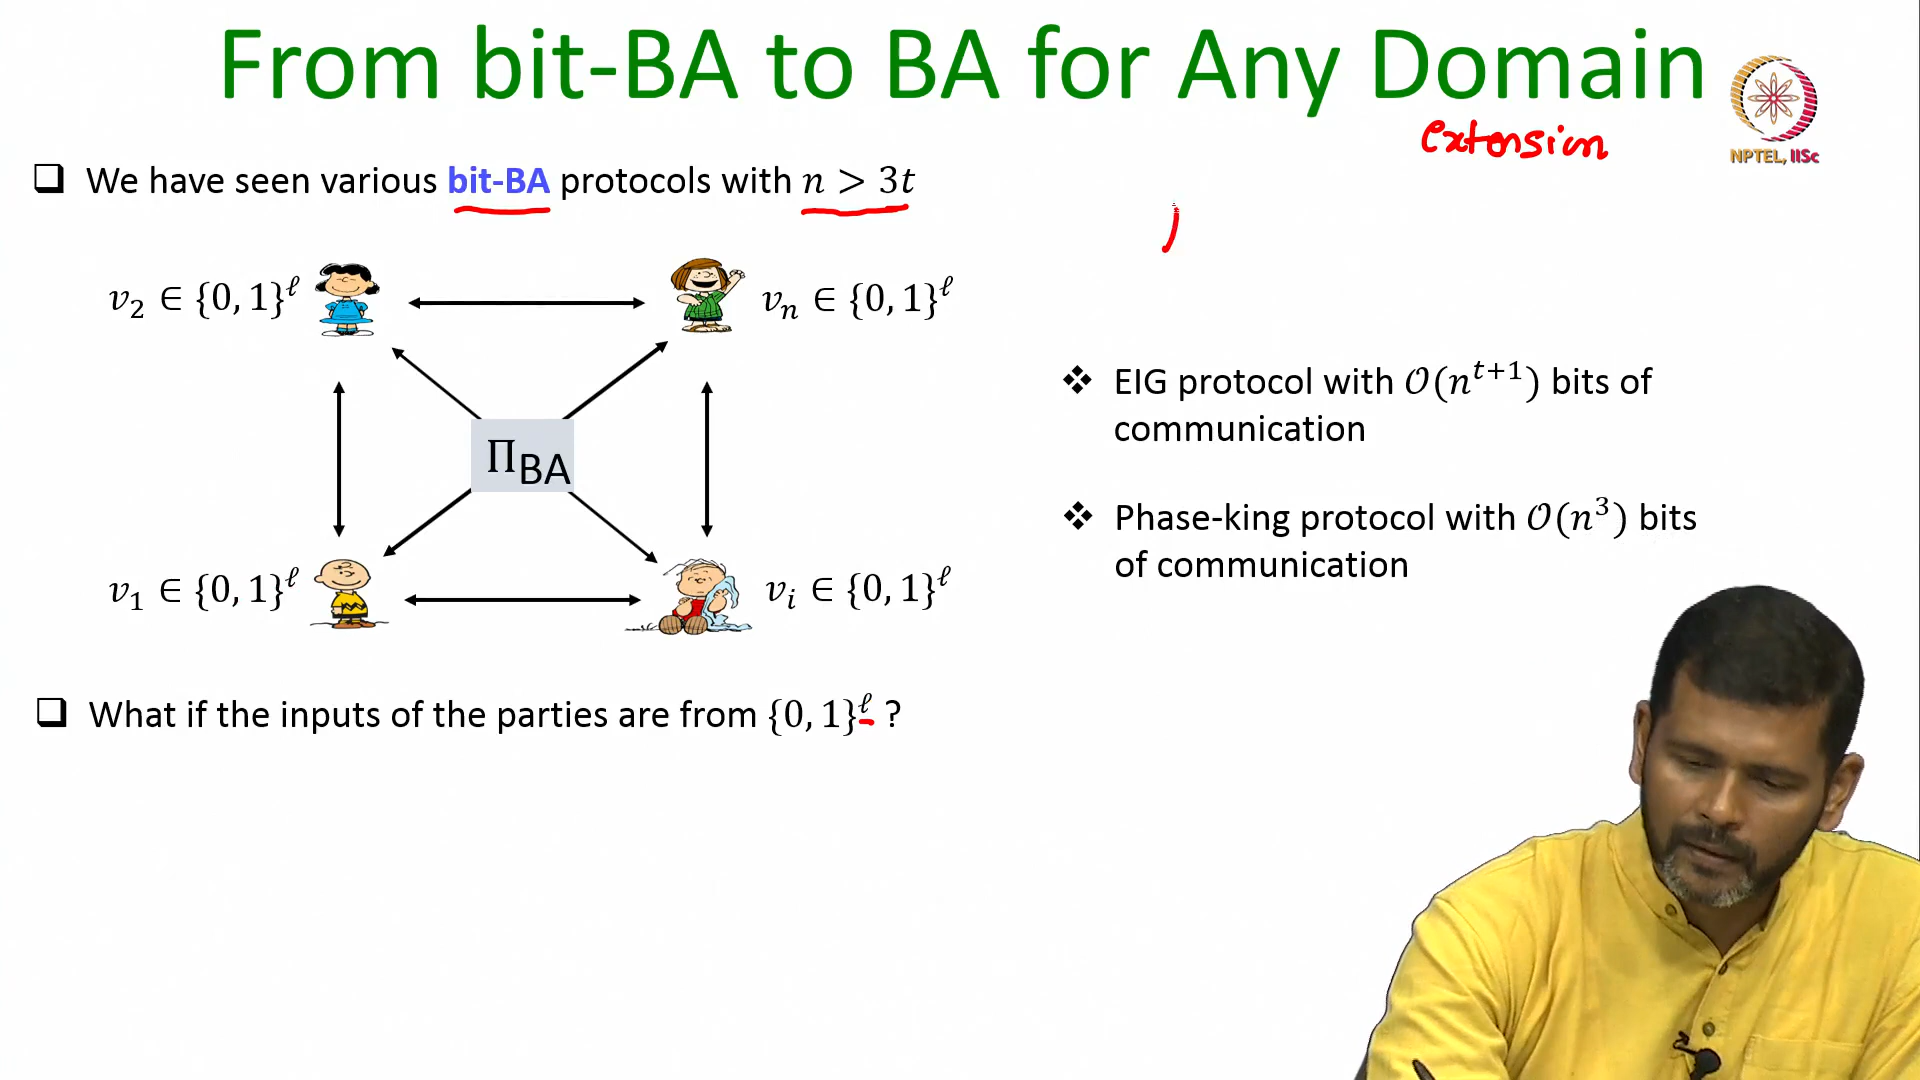 From bit-BA to BA for Any Domain
extension
NPTEL, IISc
❑ We have seen various bit-BA protocols with n > 3t
v₂ ∈ {0, 1}^ℓ
vₙ ∈ {0, 1}^ℓ
❖ EIG protocol with 𝒪(n^{t+1}) bits of
communication
Π_BA
❖ Phase-king protocol with 𝒪(n³) bits
of communication
v₁ ∈ {0, 1}^ℓ
vᵢ ∈ {0, 1}^ℓ
❑ What if the inputs of the parties are from {0, 1}^ℓ ?